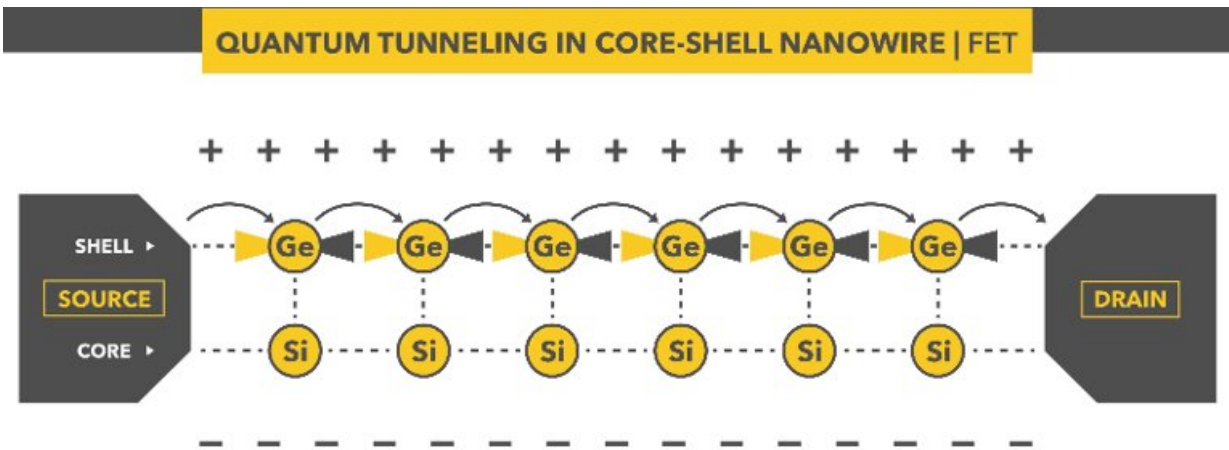 QUANTUM TUNNELING IN CORE-SHELL NANOWIRE | FET
+ + + + + + + + + + + + + + +
SHELL ▸
Ge Ge Ge Ge Ge Ge
SOURCE
DRAIN
CORE ▸
Si Si Si Si Si Si
− − − − − − − − − − − − − − −